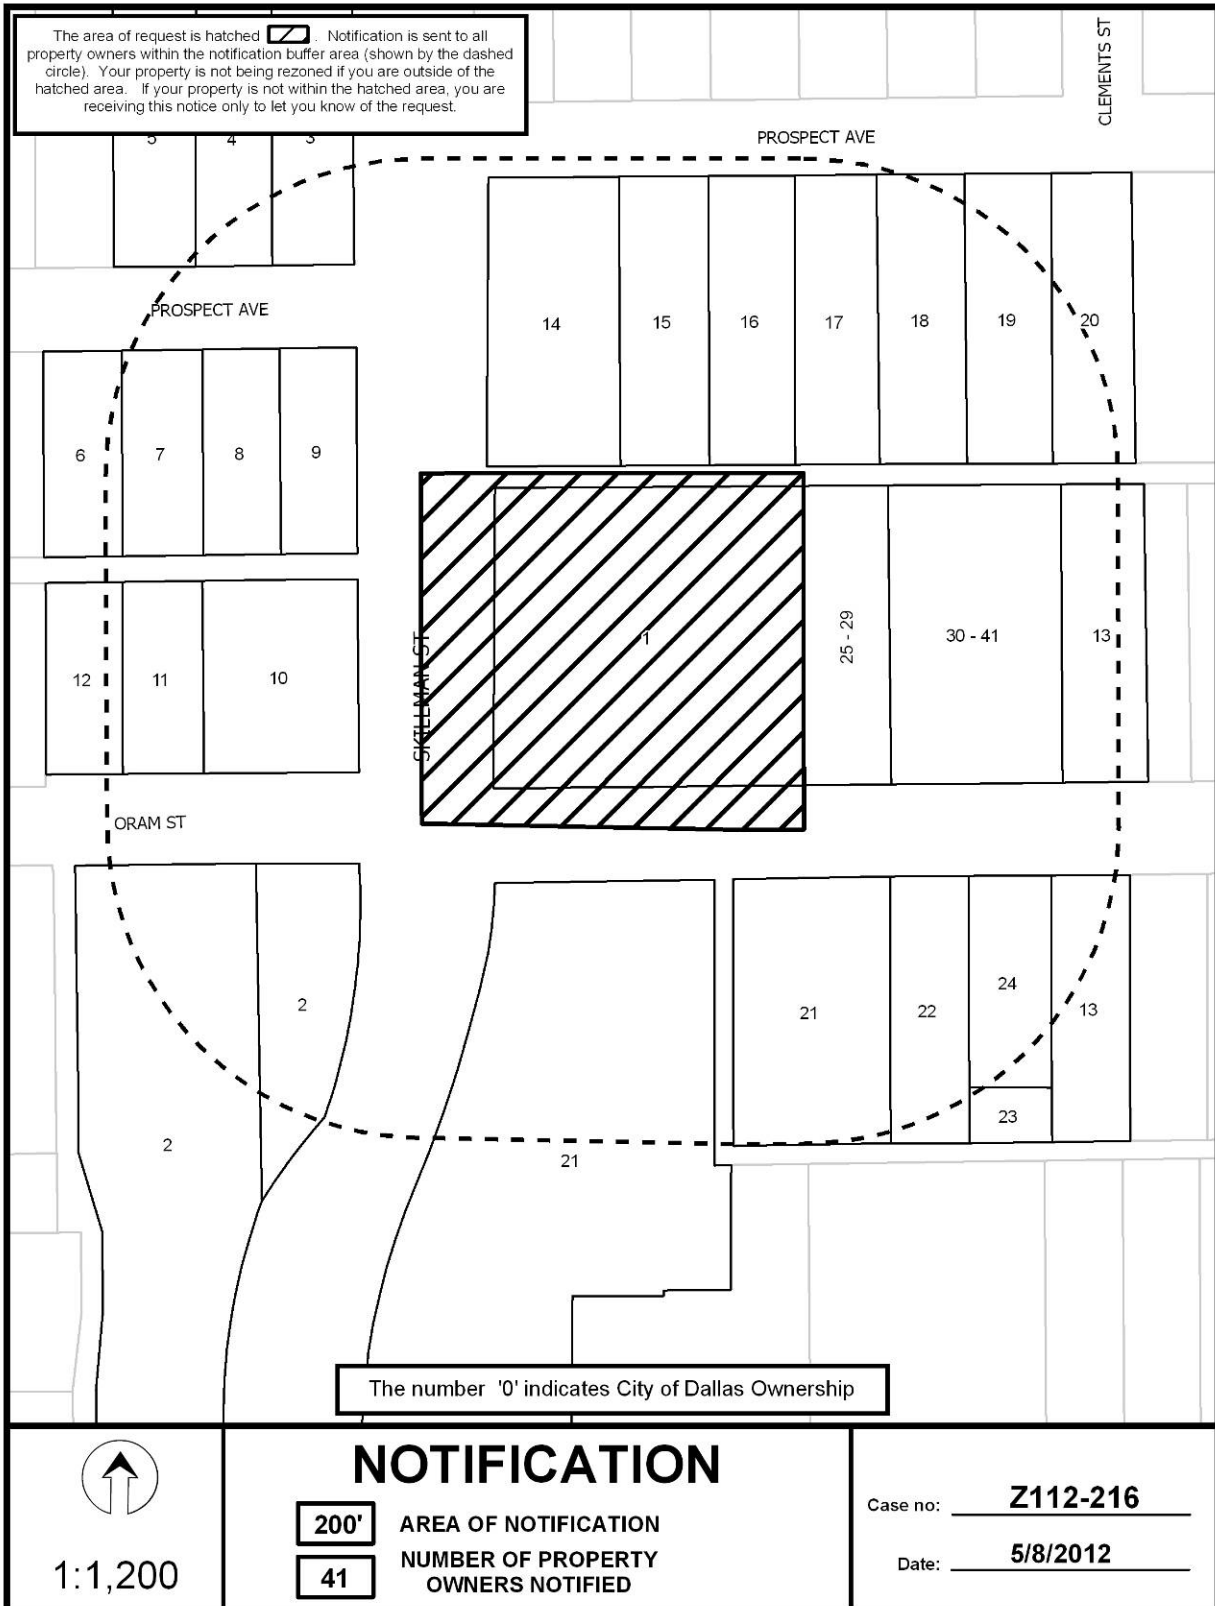 The area of request is hatched . Notification is sent to all
property owners within the notification buffer area (shown by the dashed
circle). Your property is not being rezoned if you are outside of the
hatched area. If your property is not within the hatched area, you are
receiving this notice only to let you know of the request.
CLEMENTS ST
PROSPECT AVE
5 4 3
PROSPECT AVE
14 15 16 17 18 19 20
6 7 8 9
SKILLMAN ST
1
25 - 29
30 - 41
13
12 11 10
ORAM ST
2
2
21
21
22
24
23
13
The number '0' indicates City of Dallas Ownership
1:1,200
NOTIFICATION
200' AREA OF NOTIFICATION
41 NUMBER OF PROPERTY
OWNERS NOTIFIED
Case no: Z112-216
Date: 5/8/2012